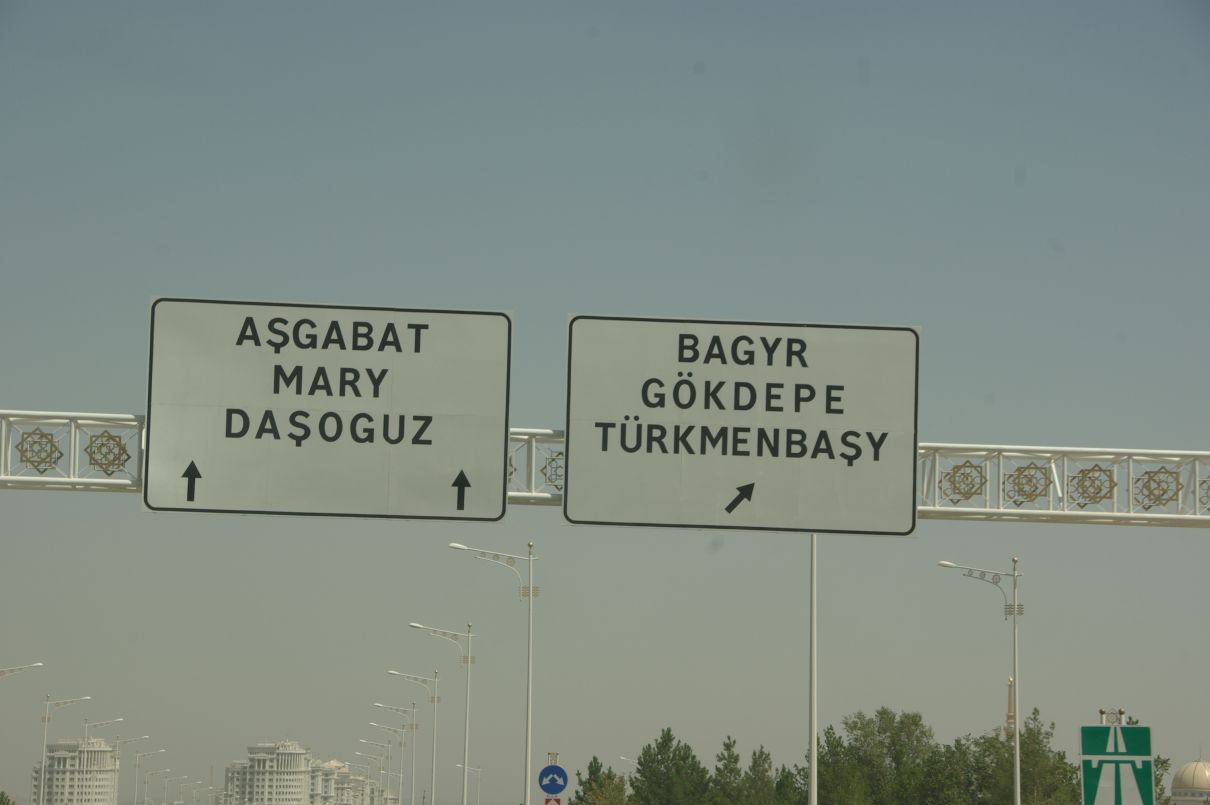 AŞGABAT
MARY
DAŞOGUZ
BAGYR
GÖKDEPE
TÜRKMENBAŞY